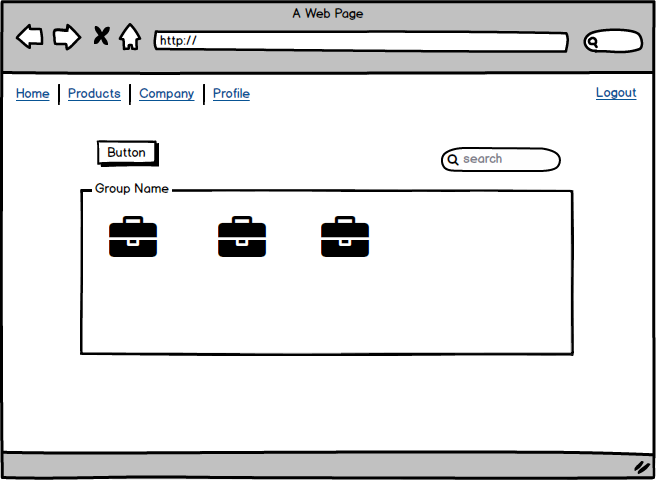 A Web Page
http://
Home Products Company Profile Logout
Button
search
Group Name